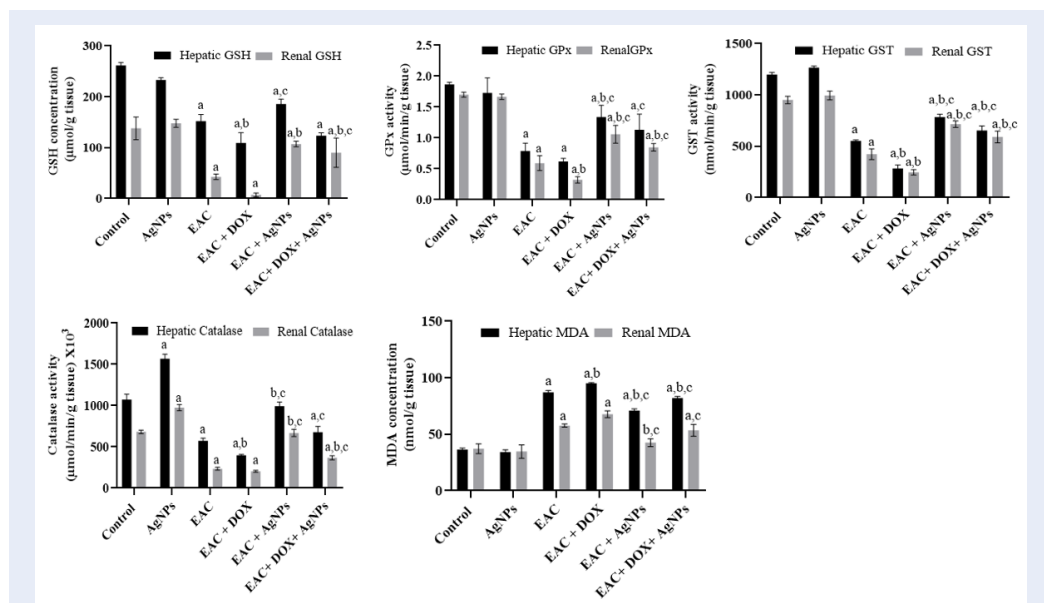 Hepatic GSH Renal GSH
GSH concentration
(µmol/g tissue)
300
200
100
0
a
a
a,b
a
a
a,b
a,c
a,b,c
Control
AgNPs
EAC
EAC + DOX
EAC + AgNPs
EAC+ DOX+ AgNPs
Hepatic GPx RenalGPx
GPx activity
(µmol/min/g tissue)
2.5
2.0
1.5
1.0
0.5
0.0
a
a
a
a,b
a,b,c
a,b,c
a,c
a,b,c
Control
AgNPs
EAC
EAC + DOX
EAC + AgNPs
EAC+ DOX+ AgNPs
Hepatic GST Renal GST
GST activity
(nmol/min/g tissue)
1500
1000
500
0
a
a
a,b
a,b
a,b,c
a,b,c
a,b,c
a,b,c
Control
AgNPs
EAC
EAC + DOX
EAC + AgNPs
EAC+ DOX+ AgNPs
Hepatic Catalase Renal Catalase
Catalase activity
(µmol/min/g tissue) X10³
2000
1500
1000
500
0
a
a
a
a
a,b
a
b,c
b,c
a,c
a,b,c
Control
AgNPs
EAC
EAC + DOX
EAC + AgNPs
EAC+ DOX+ AgNPs
Hepatic MDA Renal MDA
MDA concentration
(nmol/g tissue)
150
100
50
0
a
a
a,b
a
a,b,c
b,c
a,b,c
a,c
Control
AgNPs
EAC
EAC + DOX
EAC + AgNPs
EAC+ DOX+ AgNPs